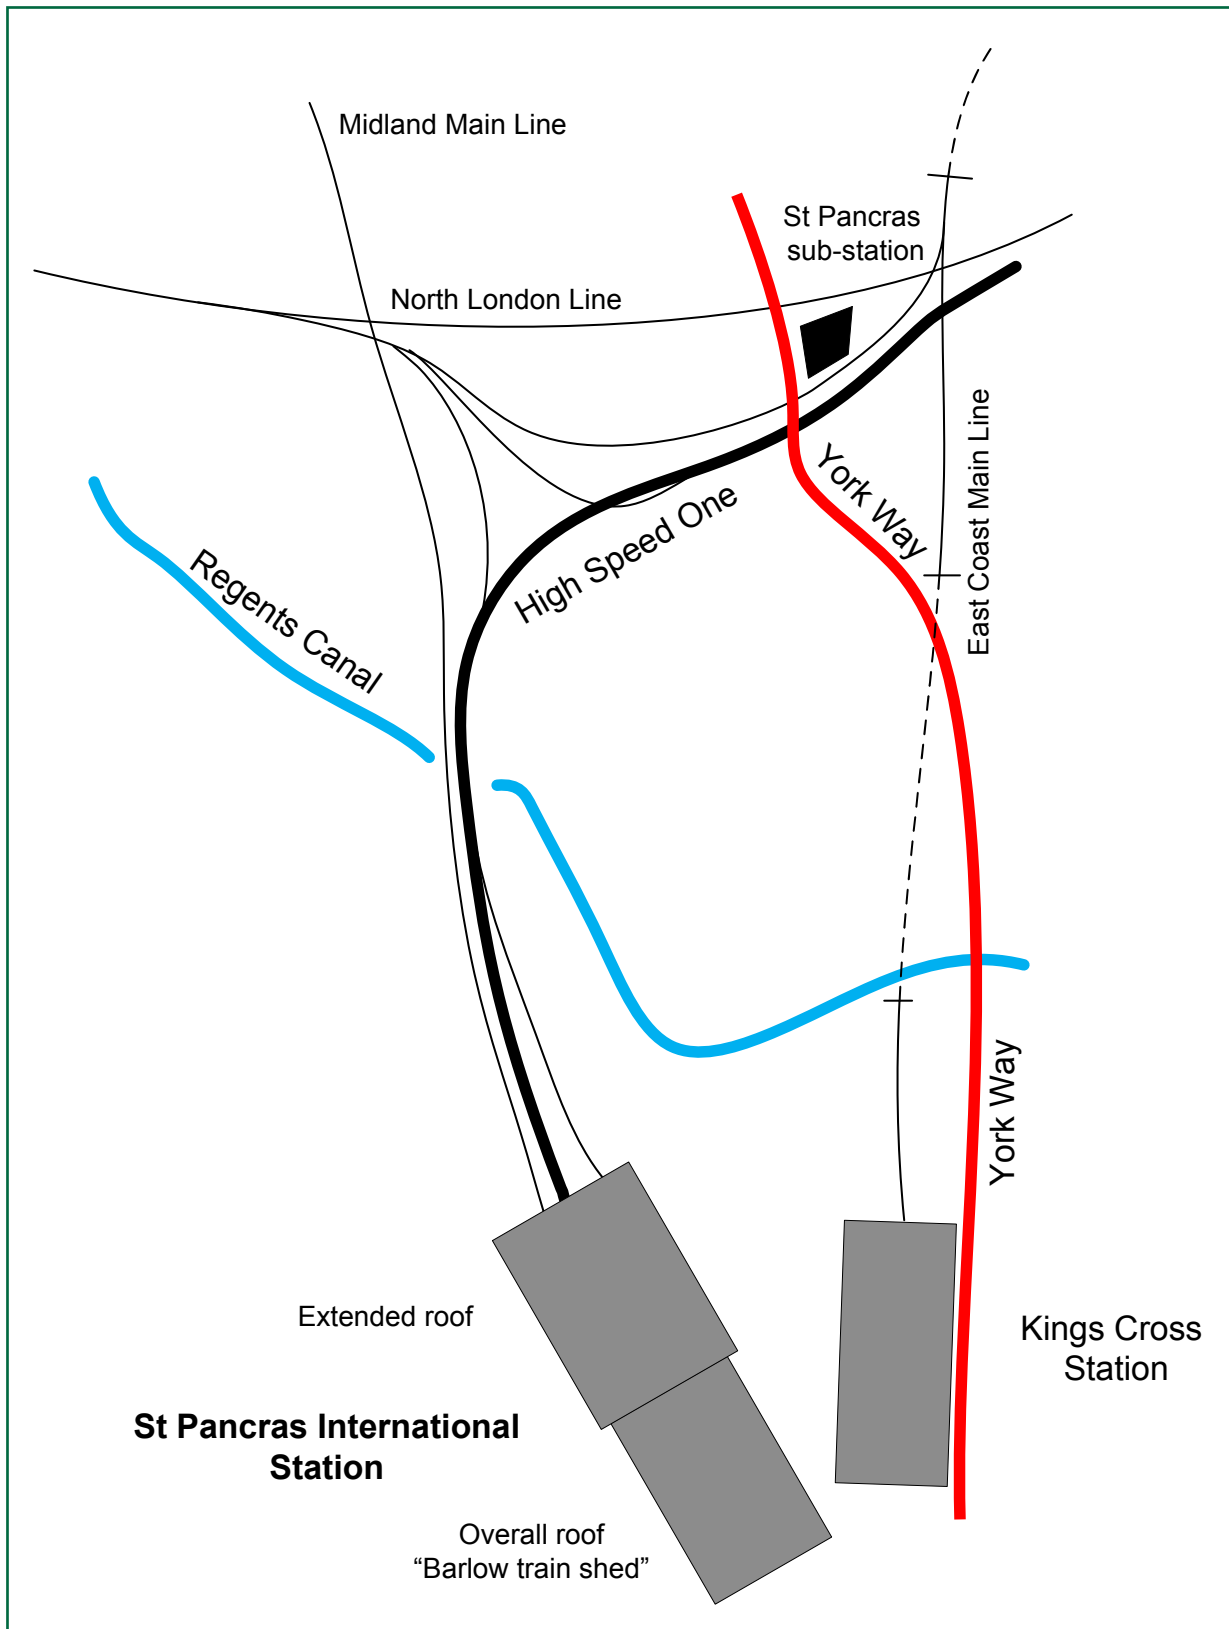 Midland Main Line
St Pancras
sub-station
North London Line
East Coast Main Line
York Way
High Speed One
Regents Canal
York Way
Extended roof
Kings Cross
Station
St Pancras International
Station
Overall roof
“Barlow train shed”